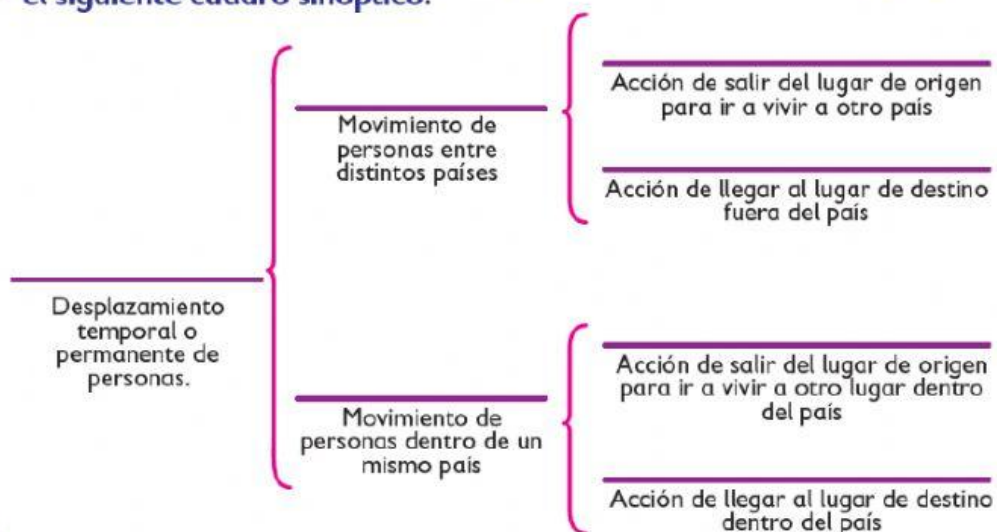 el siguiente cuadro sinóptico.
Acción de salir del lugar de origen
para ir a vivir a otro país
Movimiento de
personas entre
distintos países
Acción de llegar al lugar de destino
fuera del país
Desplazamiento
temporal o
permanente de
personas.
Acción de salir del lugar de origen
para ir a vivir a otro lugar dentro
del país
Movimiento de
personas dentro de un
mismo país
Acción de llegar al lugar de destino
dentro del país